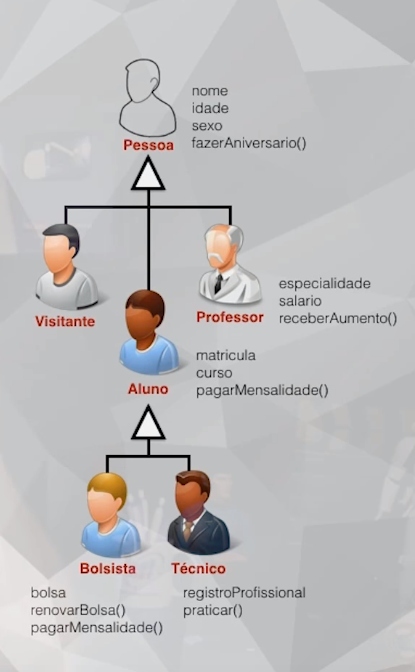 nome
idade
sexo
fazerAniversario()
Pessoa
Visitante
Professor
especialidade
salario
receberAumento()
Aluno
matricula
curso
pagarMensalidade()
Bolsista
Técnico
bolsa
renovarBolsa()
pagarMensalidade()
registroProfissional
praticar()